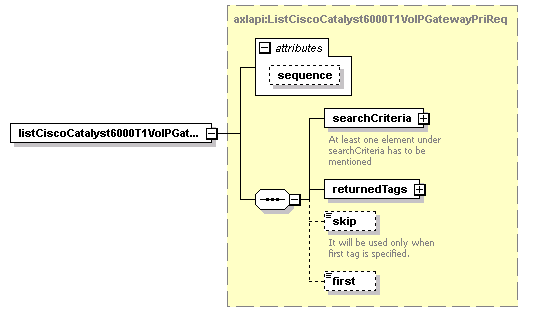 axlapi:ListCiscoCatalyst6000T1VoIPGatewayPriReq
attributes
sequence
listCiscoCatalyst6000T1VoIPGat...
searchCriteria
At least one element under
searchCriteria has to be
mentioned
returnedTags
skip
It will be used only when
first tag is specified.
first